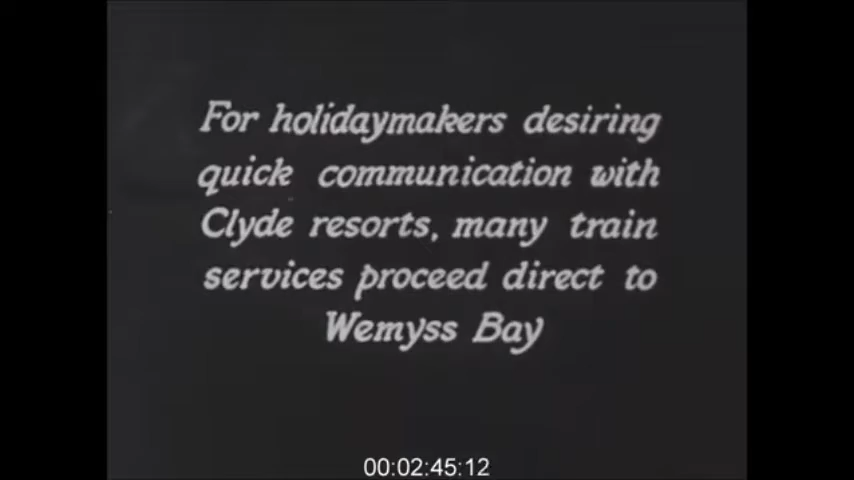 For holidaymakers desiring
quick communication with
Clyde resorts, many train
services proceed direct to
Wemyss Bay
00:02:45:12